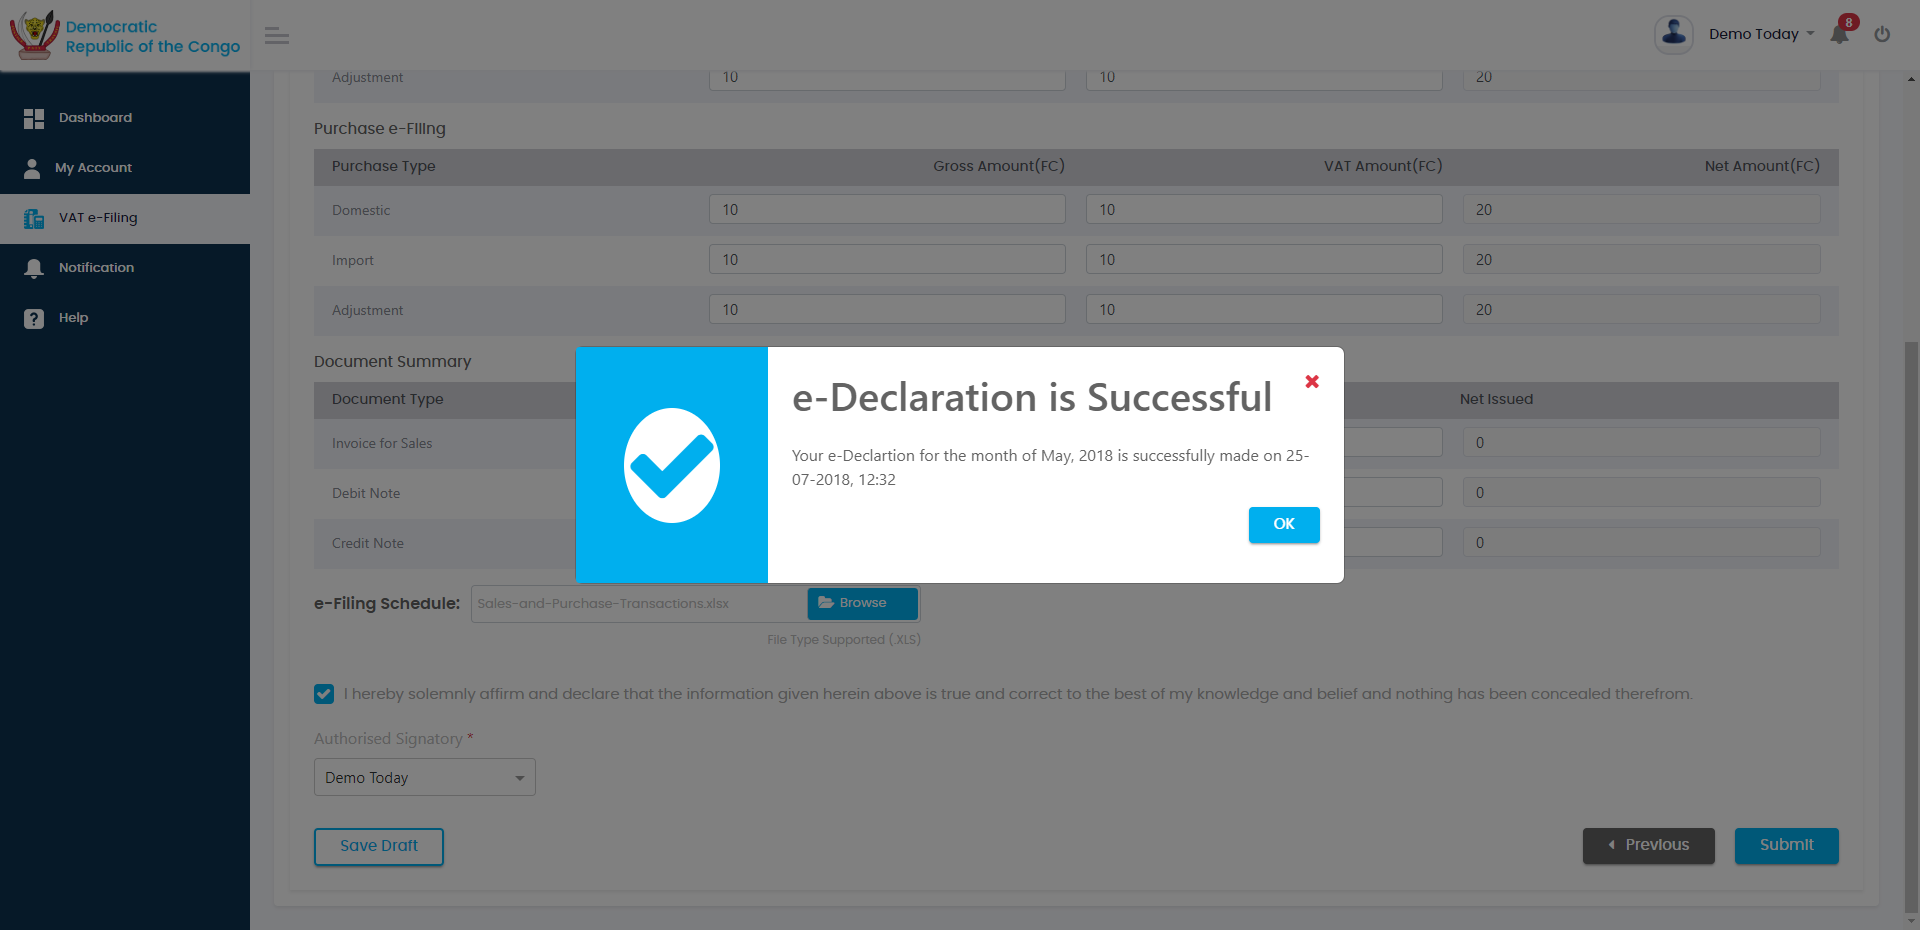 Democratic
Republic of the Congo
Demo Today
8
Dashboard
My Account
VAT e-Filing
Notification
Help
Adjustment 10 10 20
Purchase e-Filing
Purchase Type Gross Amount(FC) VAT Amount(FC) Net Amount(FC)
Domestic 10 10 20
Import 10 10 20
Adjustment 10 10 20
Document Summary
Document Type Net Issued
Invoice for Sales 0
Debit Note 0
Credit Note 0
e-Declaration is Successful
Your e-Declartion for the month of May, 2018 is successfully made on 25-
07-2018, 12:32
OK
e-Filing Schedule: Sales-and-Purchase-Transactions.xlsx Browse
File Type Supported (.XLS)
I hereby solemnly affirm and declare that the information given herein above is true and correct to the best of my knowledge and belief and nothing has been concealed therefrom.
Authorised Signatory *
Demo Today
Save Draft Previous Submit